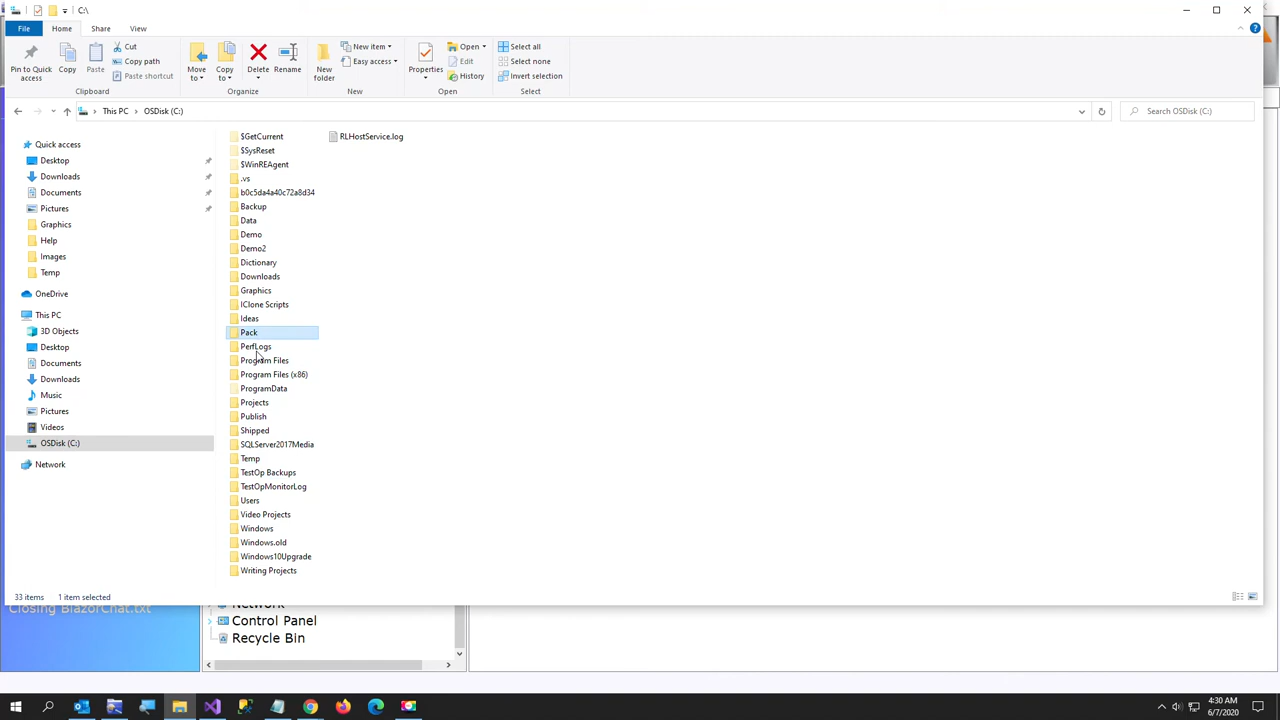 C:\
File
Home
Share
View
Pin to Quick
access
Copy
Paste
Cut
Copy path
Paste shortcut
Clipboard
Move
to
Copy
to
Delete
Rename
Organize
New
folder
New item
Easy access
New
Properties
Open
Edit
History
Open
Select all
Select none
Invert selection
Select
This PC
OSDisk (C:)
Search OSDisk (C:)
Quick access
Desktop
Downloads
Documents
Pictures
Graphics
Help
Images
Temp
OneDrive
This PC
3D Objects
Desktop
Documents
Downloads
Music
Pictures
Videos
OSDisk (C:)
Network
$GetCurrent
$SysReset
$WinREAgent
.vs
b0c5da4a40c72a8d34
Backup
Data
Demo
Demo2
Dictionary
Downloads
Graphics
IClone Scripts
Ideas
Pack
PerfLogs
Program Files
Program Files (x86)
ProgramData
Projects
Publish
Shipped
SQLServer2017Media
Temp
TestOp Backups
TestOpMonitorLog
Users
Video Projects
Windows
Windows.old
Windows10Upgrade
Writing Projects
RLHostService.log
33 items
1 item selected
Closing BlazorChat.txt
Network
Control Panel
Recycle Bin
4:30 AM
6/7/2020